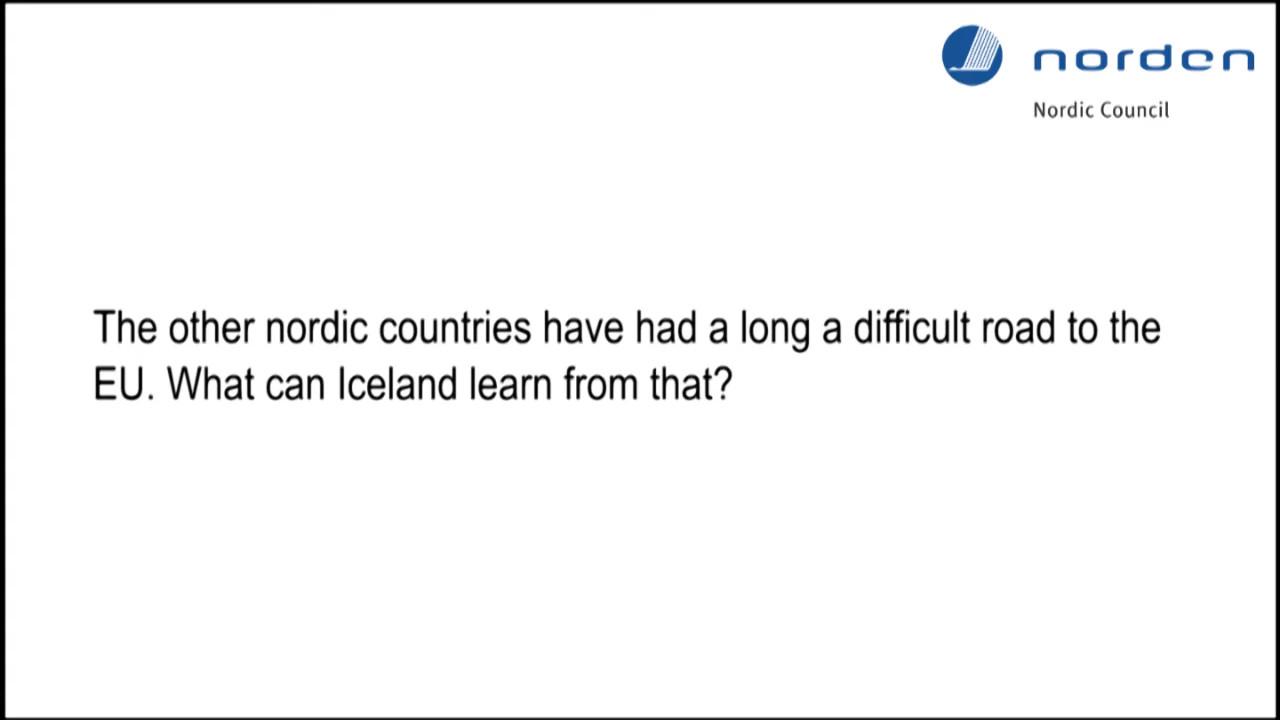 norden
Nordic Council
The other nordic countries have had a long a difficult road to the
EU. What can Iceland learn from that?